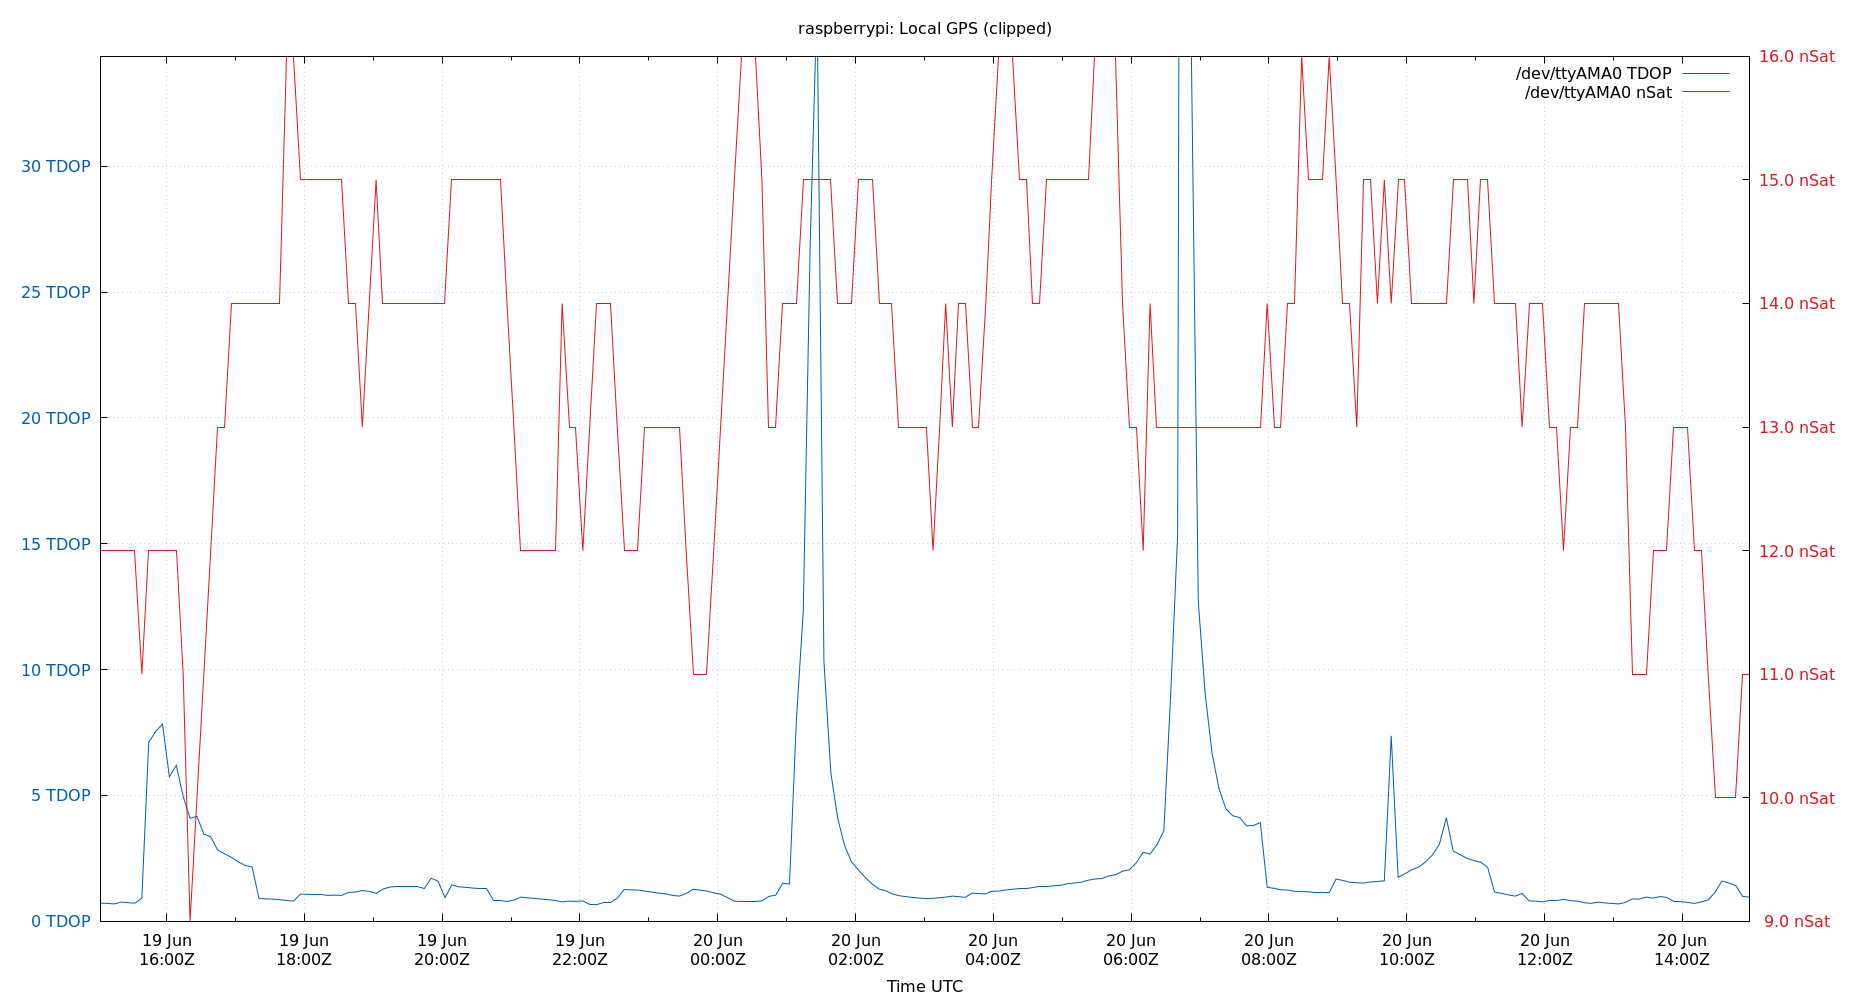 raspberrypi: Local GPS (clipped)
/dev/ttyAMA0 TDOP
/dev/ttyAMA0 nSat
30 TDOP
25 TDOP
20 TDOP
15 TDOP
10 TDOP
5 TDOP
0 TDOP
16.0 nSat
15.0 nSat
14.0 nSat
13.0 nSat
12.0 nSat
11.0 nSat
10.0 nSat
9.0 nSat
19 Jun
16:00Z
19 Jun
18:00Z
19 Jun
20:00Z
19 Jun
22:00Z
20 Jun
00:00Z
20 Jun
02:00Z
20 Jun
04:00Z
20 Jun
06:00Z
20 Jun
08:00Z
20 Jun
10:00Z
20 Jun
12:00Z
20 Jun
14:00Z
Time UTC